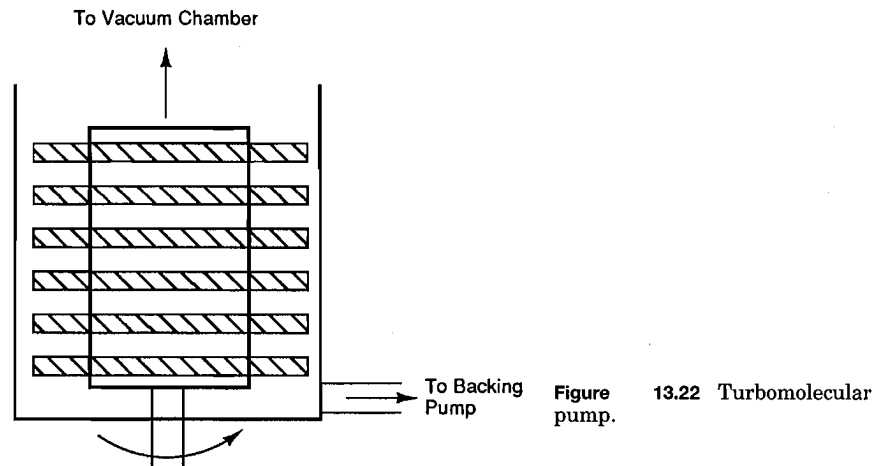 To Vacuum Chamber
To Backing
Pump
Figure 13.22 Turbomolecular
pump.